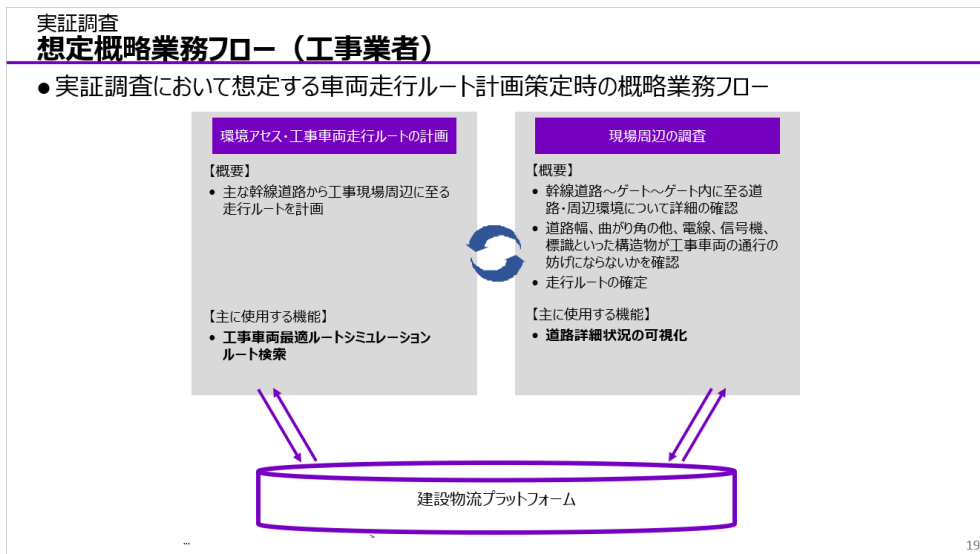 実証調査
想定概略業務フロー（工事業者）
●実証調査において想定する車両走行ルート計画策定時の概略業務フロー
環境アセス・工事車両走行ルートの計画
【概要】
• 主な幹線道路から工事現場周辺に至る
走行ルートを計画
【主に使用する機能】
• 工事車両最適ルートシミュレーション
ルート検索
現場周辺の調査
【概要】
• 幹線道路～ゲート～ゲート内に至る道
路・周辺環境について詳細の確認
• 道路幅、曲がり角の他、電線、信号機、
標識といった構造物が工事車両の通行の
妨げにならないかを確認
• 走行ルートの確定
【主に使用する機能】
• 道路詳細状況の可視化
建設物流プラットフォーム
...
19